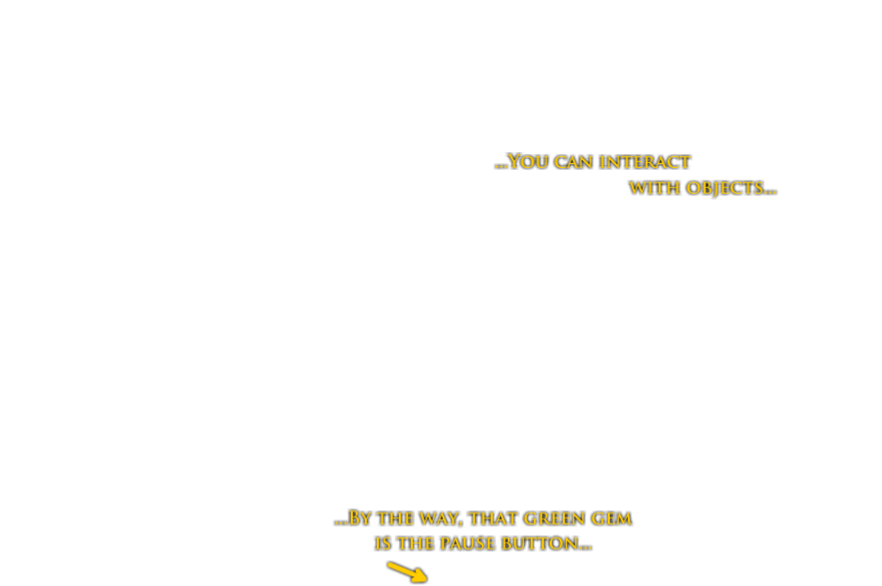 ...You can interact
with objects...
...By the way, that green gem
is the pause button...